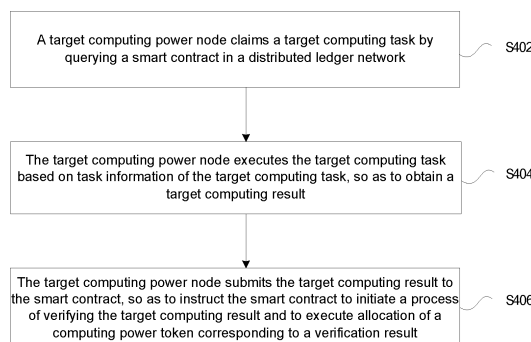 A target computing power node claims a target computing task by
querying a smart contract in a distributed ledger network
S402
The target computing power node executes the target computing task
based on task information of the target computing task, so as to obtain a
target computing result
S404
The target computing power node submits the target computing result to
the smart contract, so as to instruct the smart contract to initiate a process
of verifying the target computing result and to execute allocation of a
computing power token corresponding to a verification result
S406